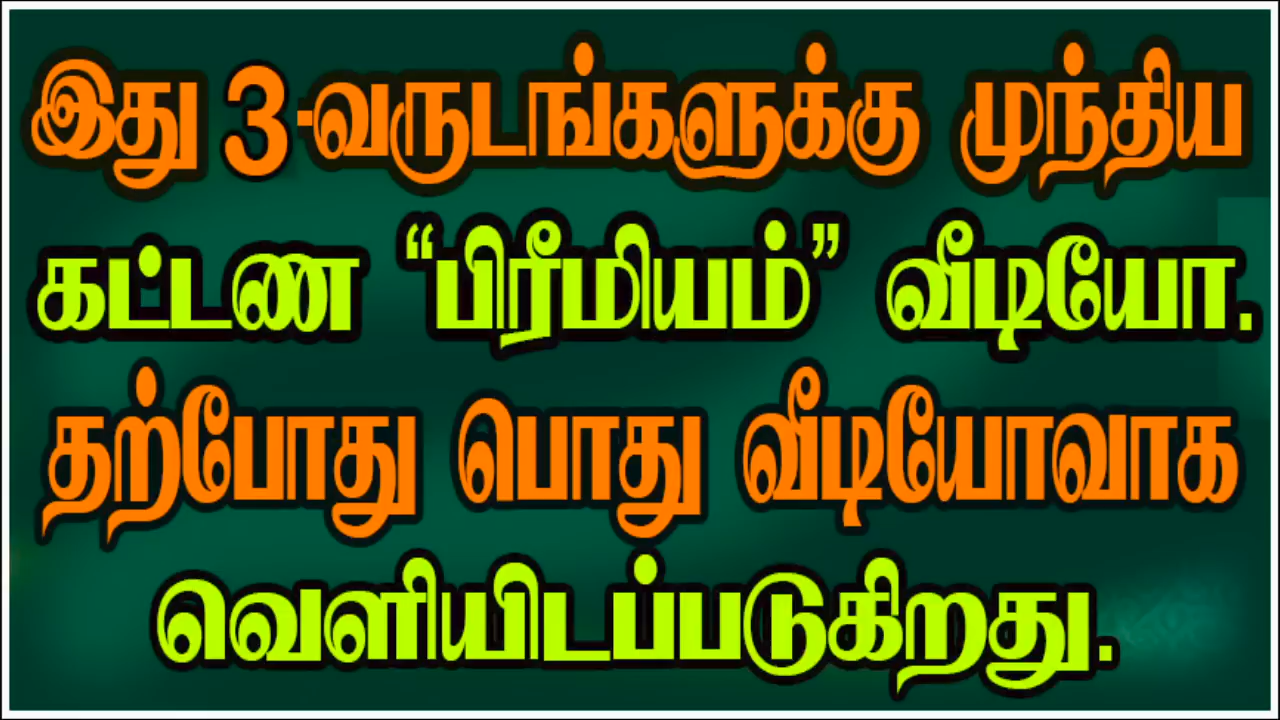 இது 3-வருடங்களுக்கு முந்திய
கட்டண “பிரீமியம்” வீடியோ.
தற்போது பொது வீடியோவாக
வெளியிடப்படுகிறது.